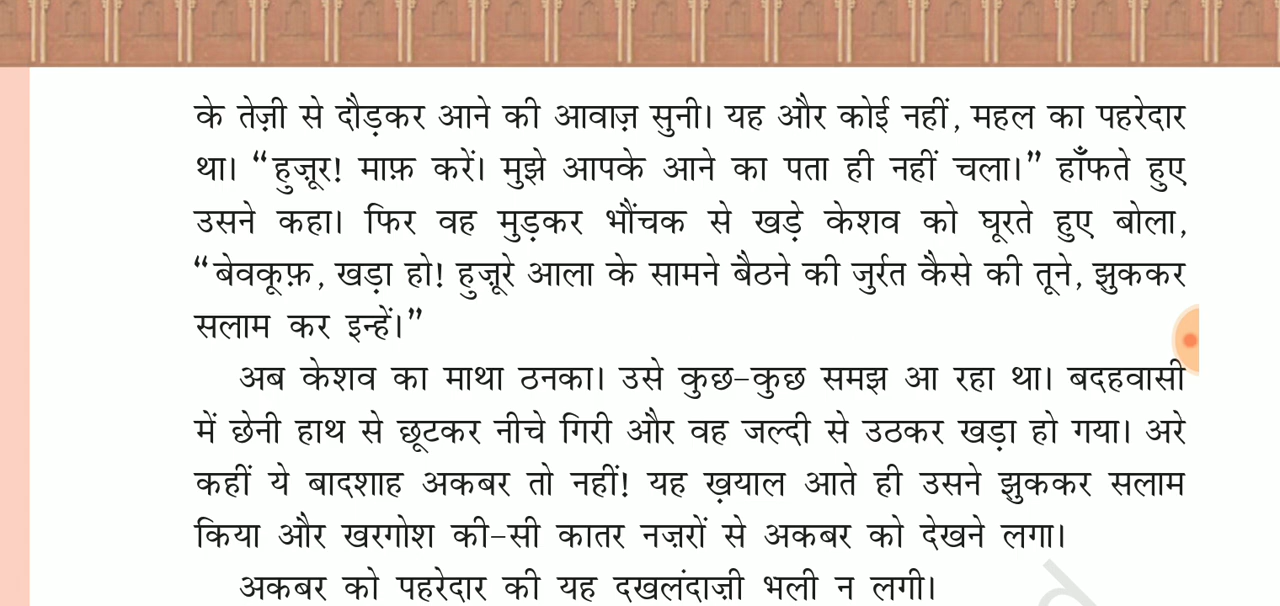 के तेज़ी से दौड़कर आने की आवाज़ सुनी। यह और कोई नहीं, महल का पहरेदार
था। “हुज़ूर! माफ़ करें। मुझे आपके आने का पता ही नहीं चला।” हाँफते हुए
उसने कहा। फिर वह मुड़कर भौंचक से खड़े केशव को घूरते हुए बोला,
“बेवकूफ़, खड़ा हो! हुज़ूरे आला के सामने बैठने की जुर्रत कैसे की तूने, झुककर
सलाम कर इन्हें।”
अब केशव का माथा ठनका। उसे कुछ-कुछ समझ आ रहा था। बदहवासी
में छेनी हाथ से छूटकर नीचे गिरी और वह जल्दी से उठकर खड़ा हो गया। अरे
कहीं ये बादशाह अकबर तो नहीं! यह ख़याल आते ही उसने झुककर सलाम
किया और खरगोश की-सी कातर नज़रों से अकबर को देखने लगा।
अकबर को पहरेदार की यह दखलंदाज़ी भली न लगी।